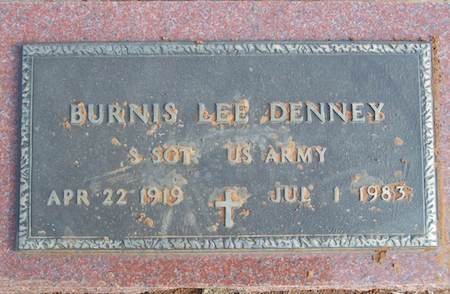 BURNIS LEE DENNEY
S SGT US ARMY
APR 22 1919 JUL 1 1983